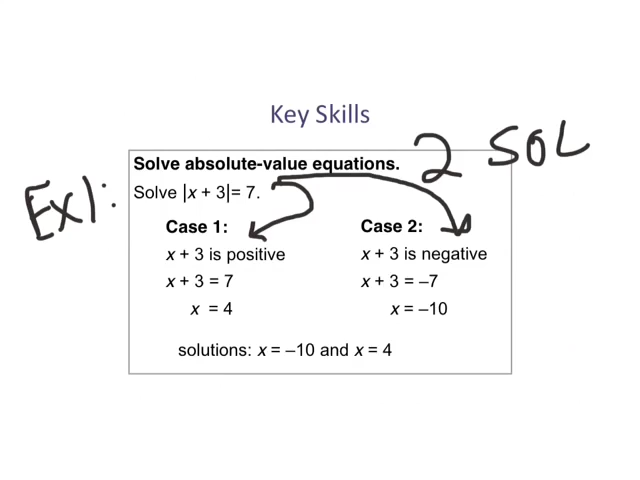 Key Skills
2 SOL
Solve absolute-value equations.
EX1:
Solve |x + 3|= 7.
Case 1: Case 2:
x + 3 is positive x + 3 is negative
x + 3 = 7 x + 3 = –7
x = 4 x = –10
solutions: x = –10 and x = 4